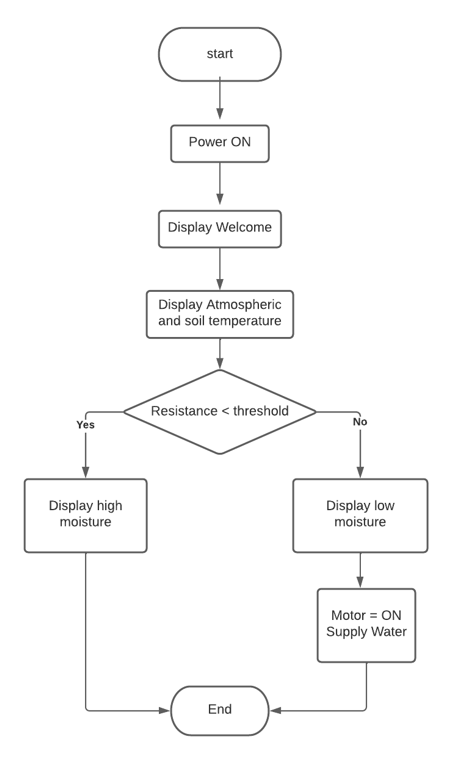 start
Power ON
Display Welcome
Display Atmospheric
and soil temperature
Resistance < threshold
Yes
No
Display high
moisture
Display low
moisture
Motor = ON
Supply Water
End